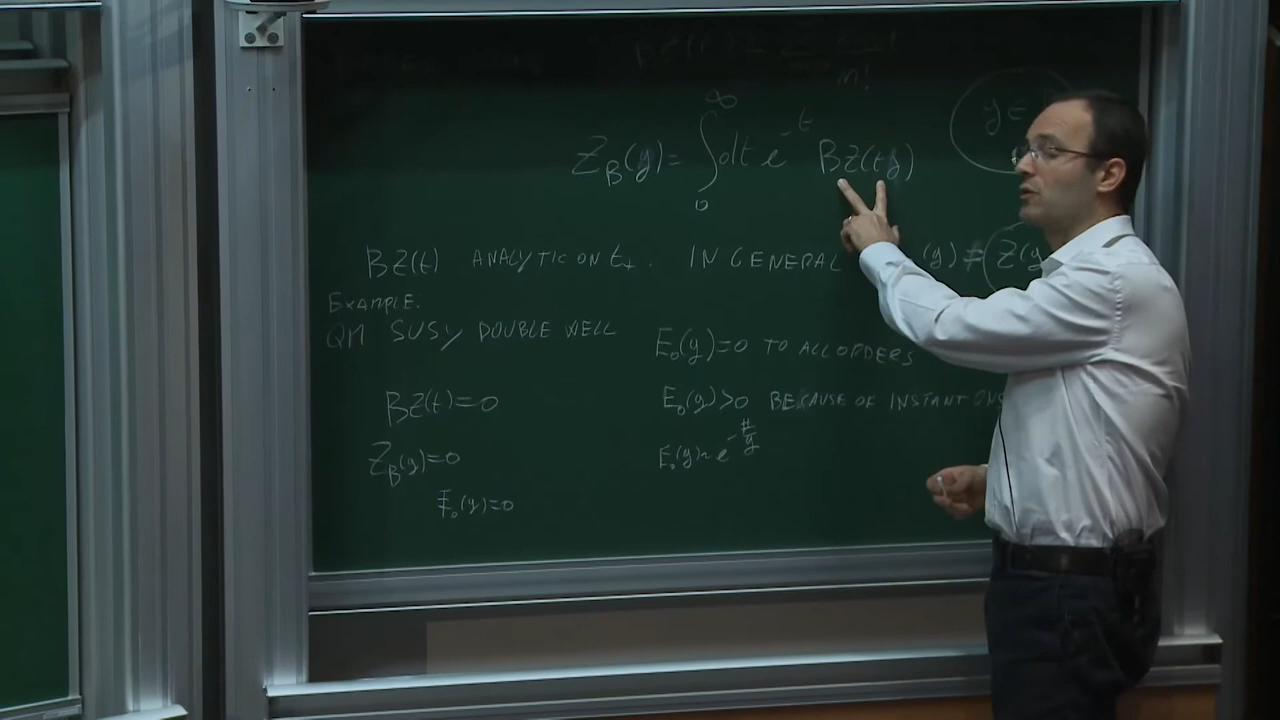 n!
Z_B(g) = ∫_0^∞ dt e^{-t} BZ(tg)
g ∈
BZ(t) ANALYTIC ON t_+. IN GENERAL (g) ≠ Z(g
EXAMPLE.
QM SUSY DOUBLE WELL
E_0(g)=0 TO ALL ORDERS
BZ(t)=0
E_0(g)>0 BECAUSE OF INSTANTONS
Z_B(g)=0
E_0(g)~e^{-#/g}
E_0(g)=0